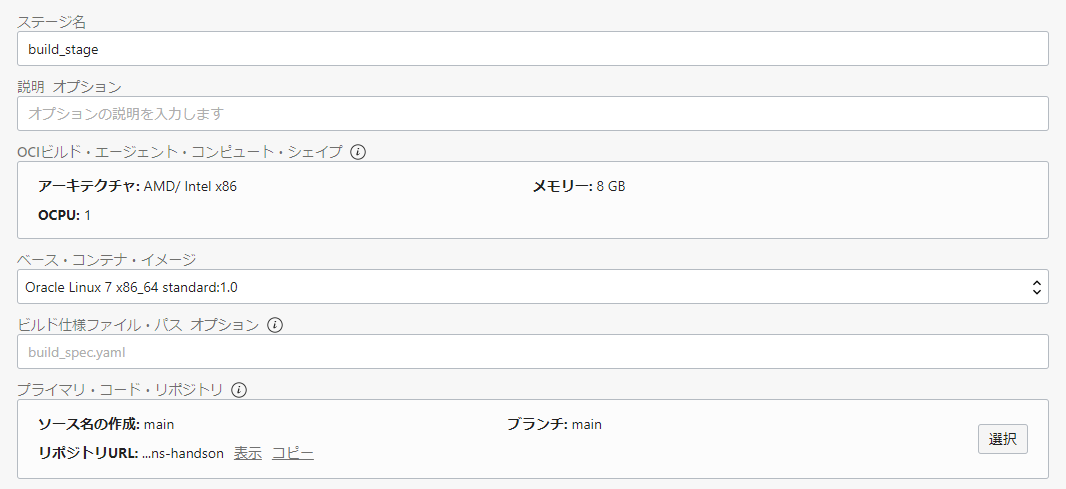 ステージ名
build_stage
説明 オプション
オプションの説明を入力します
OCIビルド・エージェント・コンピュート・シェイプ
アーキテクチャ: AMD/ Intel x86 メモリー: 8 GB
OCPU: 1
ベース・コンテナ・イメージ
Oracle Linux 7 x86_64 standard:1.0
ビルド仕様ファイル・パス オプション
build_spec.yaml
プライマリ・コード・リポジトリ
ソース名の作成: main ブランチ: main
選択
リポジトリURL: ...ns-handson 表示 コピー